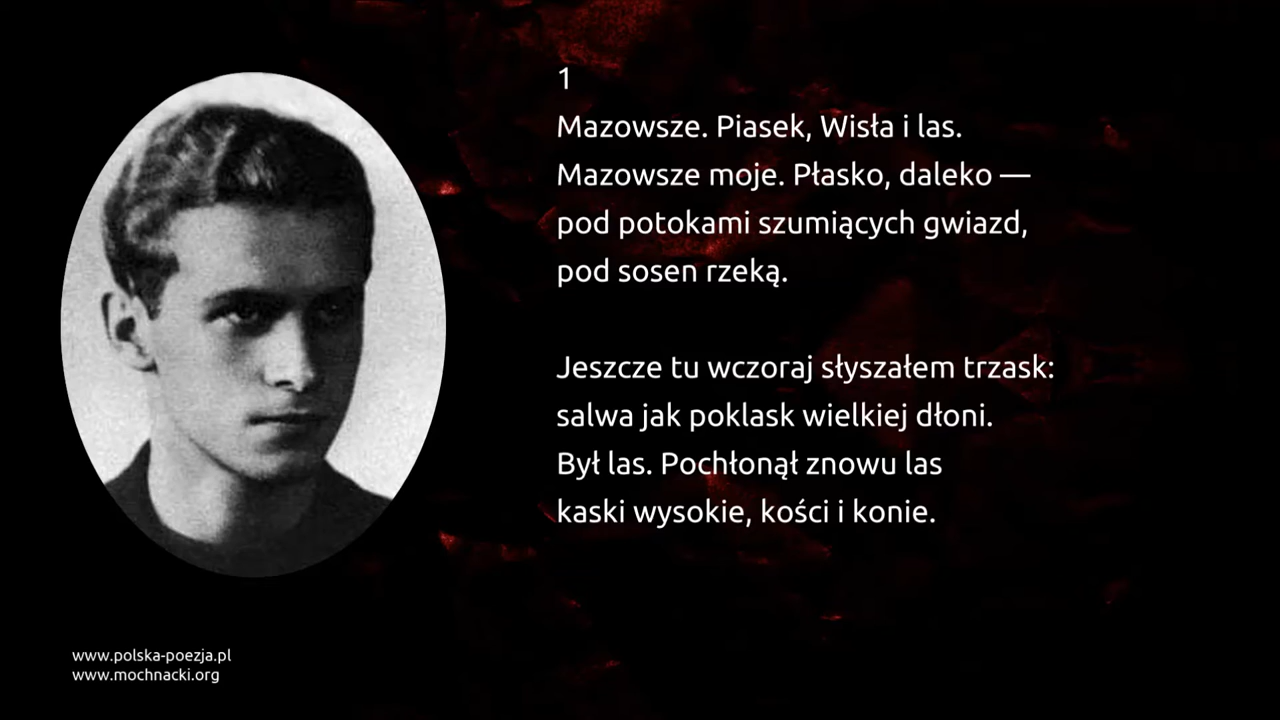 1
Mazowsze. Piasek, Wisła i las.
Mazowsze moje. Płasko, daleko —
pod potokami szumiących gwiazd,
pod sosen rzeką.
Jeszcze tu wczoraj słyszałem trzask:
salwa jak poklask wielkiej dłoni.
Był las. Pochłonął znowu las
kaski wysokie, kości i konie.
www.polska-poezja.pl
www.mochnacki.org